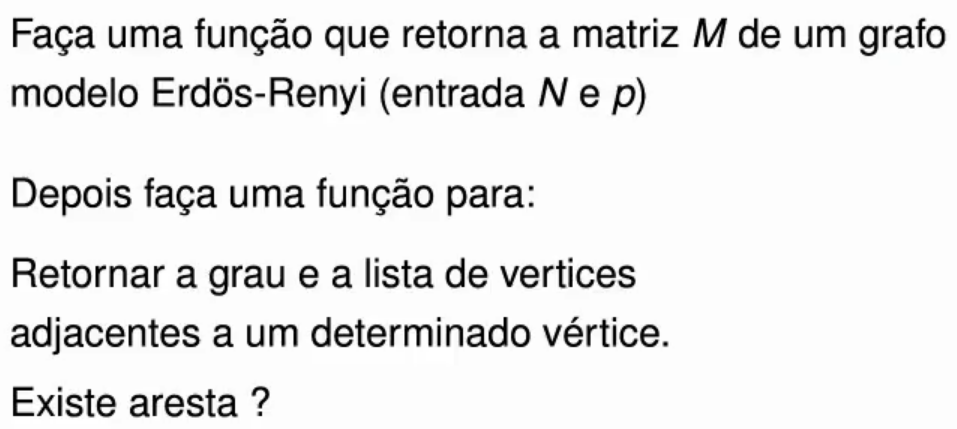 Faça uma função que retorna a matriz M de um grafo
modelo Erdös-Renyi (entrada N e p)
Depois faça uma função para:
Retornar a grau e a lista de vertices
adjacentes a um determinado vértice.
Existe aresta ?